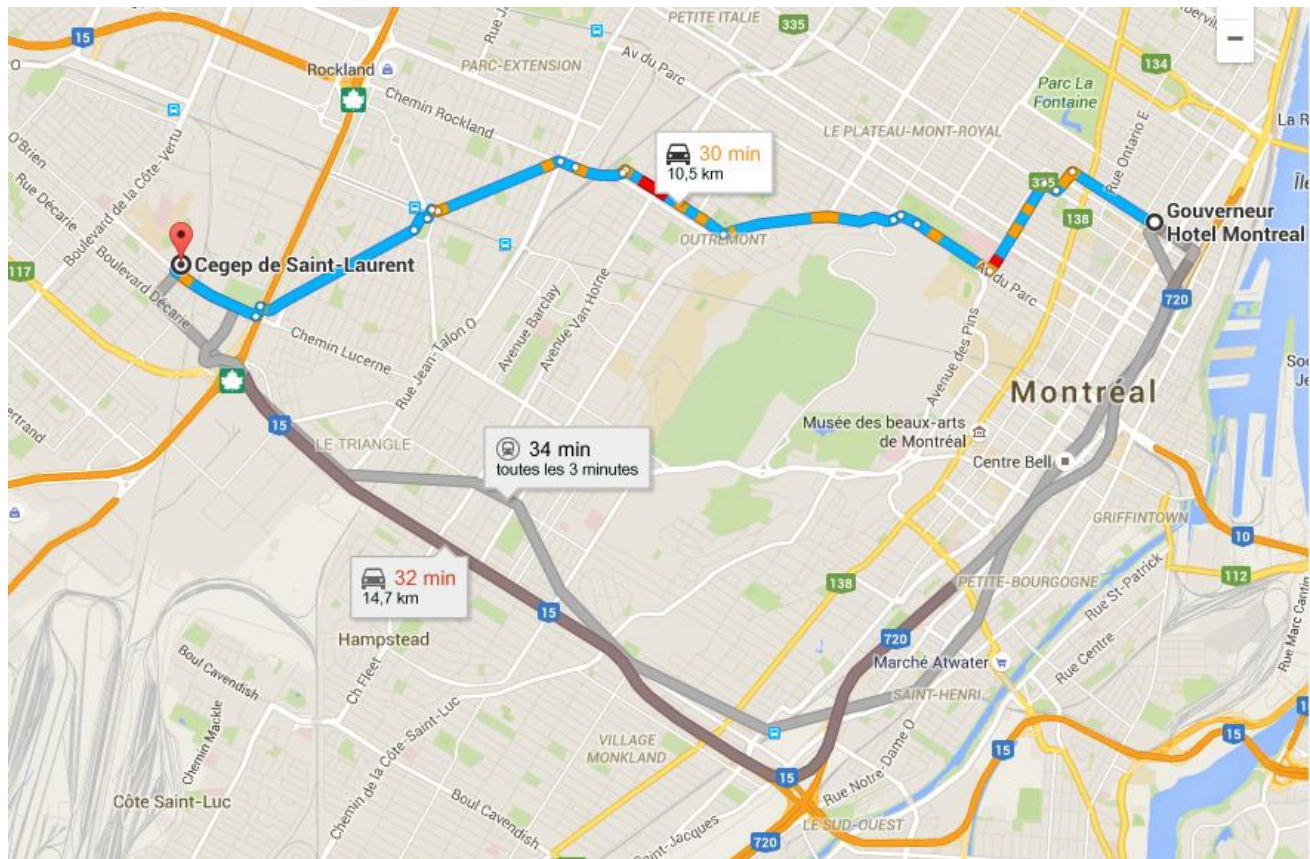 PETITE ITALIE
335
15
Av du Parc
134
Rockland
PARC-EXTENSION
Parc La
Fontaine
Chemin Rockland
LE PLATEAU-MONT-ROYAL
La R
O'Brien
Boulevard de la Côte-Vertu
30 min
10,5 km
Rue Ontario E
Rue Décarie
335
Île
138
Gouverneur
Hotel Montreal
OUTREMONT
Cegep de Saint-Laurent
117
Boulevard Décarie
Av du Parc
720
Chemin Lucerne
Rue Jean-Talon O
Avenue Barclay
Avenue Van Horne
Avenue des Pins
Montréal
15
LE TRIANGLE
Musée des beaux-arts
de Montréal
34 min
toutes les 3 minutes
Centre Bell
GRIFFINTOWN
10
32 min
14,7 km
138
PETITE-BOURGOGNE
112
15
Rue St-Patrick
Hampstead
720
Rue Marc Cantin
Boul Cavendish
Ch Fleet
Marché Atwater
Rue Centre
SAINT-HENRI
Chemin Mackle
Chemin de la Côte-Saint-Luc
VILLAGE
MONKLAND
15
15
15
Rue Notre-Dame O
Côte Saint-Luc
Boul Cavendish
LE SUD-OUEST
Saint-Jacques
720